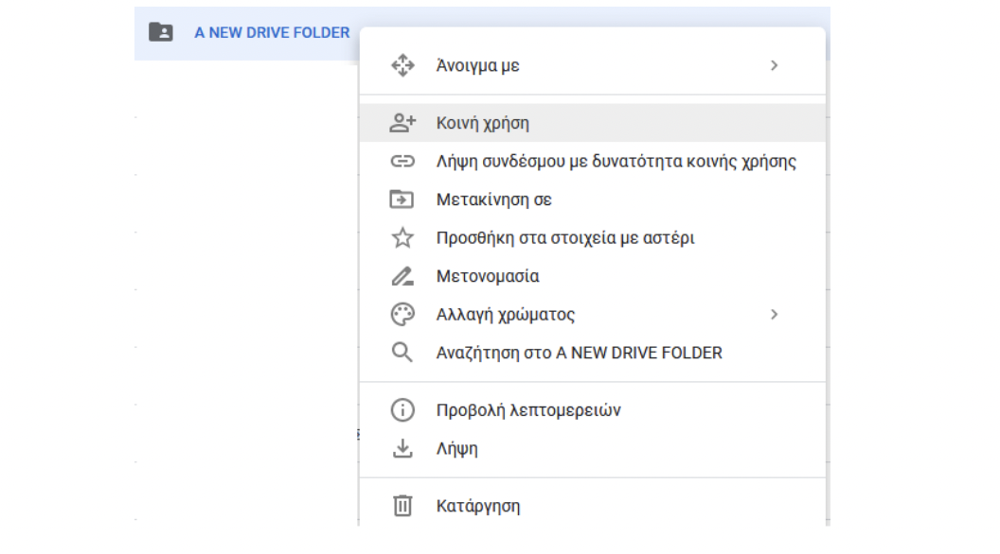 A NEW DRIVE FOLDER
Άνοιγμα με
Κοινή χρήση
Λήψη συνδέσμου με δυνατότητα κοινής χρήσης
Μετακίνηση σε
Προσθήκη στα στοιχεία με αστέρι
Μετονομασία
Αλλαγή χρώματος
Αναζήτηση στο A NEW DRIVE FOLDER
Προβολή λεπτομερειών
Λήψη
Κατάργηση